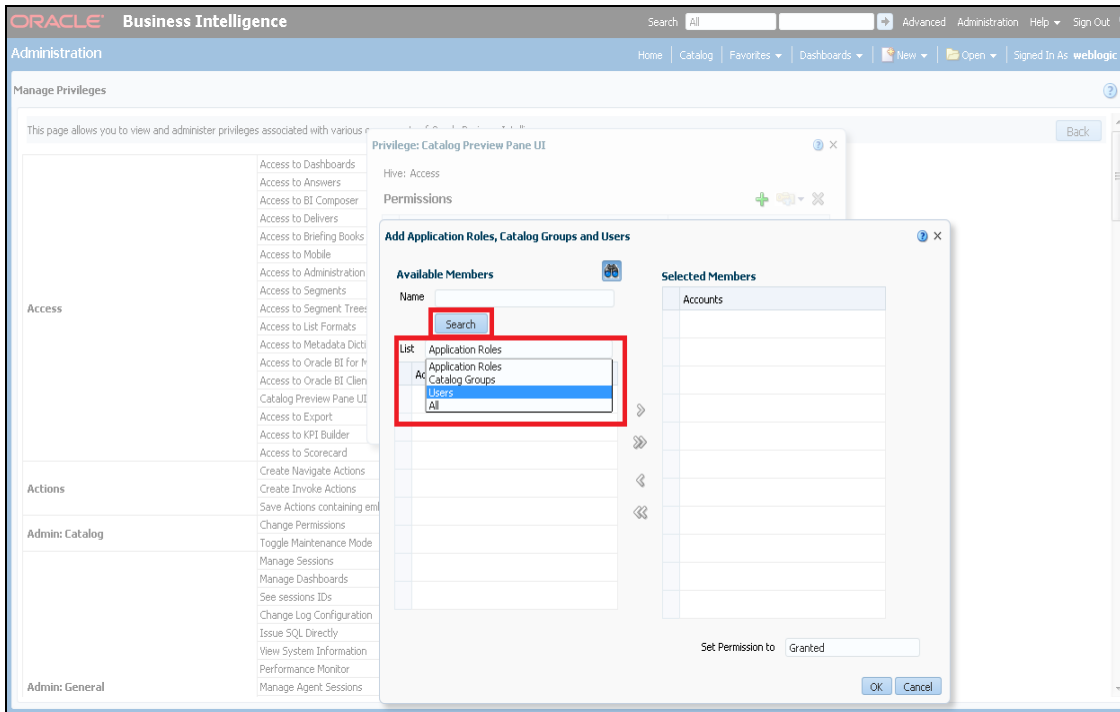 ORACLE Business Intelligence
Search All Advanced Administration Help Sign Out
Administration
Home Catalog Favorites Dashboards New Open Signed In As weblogic
Manage Privileges
This page allows you to view and administer privileges associated with various
Back
Access
Access to Dashboards
Access to Answers
Access to BI Composer
Access to Delivers
Access to Briefing Books
Access to Mobile
Access to Administration
Access to Segments
Access to Segment Trees
Access to List Formats
Access to Metadata Dicti
Access to Oracle BI for M
Access to Oracle BI Clien
Catalog Preview Pane UI
Access to Export
Access to KPI Builder
Access to Scorecard
Actions
Create Navigate Actions
Create Invoke Actions
Save Actions containing em
Admin: Catalog
Change Permissions
Toggle Maintenance Mode
Admin: General
Manage Sessions
Manage Dashboards
See sessions IDs
Change Log Configuration
Issue SQL Directly
View System Information
Performance Monitor
Manage Agent Sessions
Privilege: Catalog Preview Pane UI
Hive: Access
Permissions
Add Application Roles, Catalog Groups and Users
Available Members
Name
Search
List Application Roles
Application Roles
Catalog Groups
Users
All
Selected Members
Accounts
Set Permission to Granted
OK Cancel